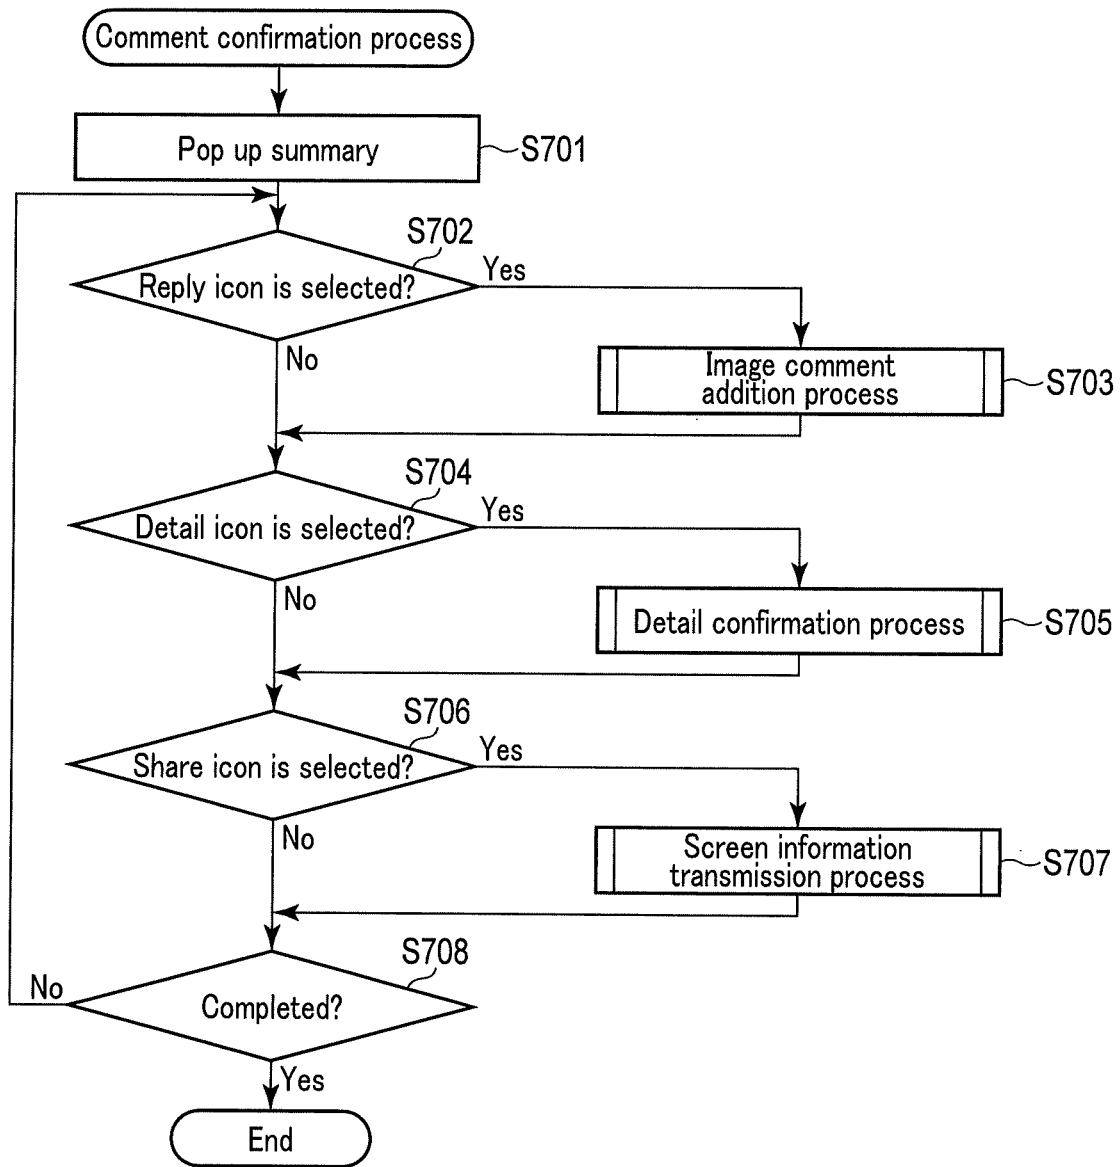 Comment confirmation process
Pop up summary
S701
S702
Reply icon is selected?
Yes
No
Image comment
addition process
S703
S704
Detail icon is selected?
Yes
No
Detail confirmation process
S705
S706
Share icon is selected?
Yes
No
Screen information
transmission process
S707
S708
Completed?
No
Yes
End